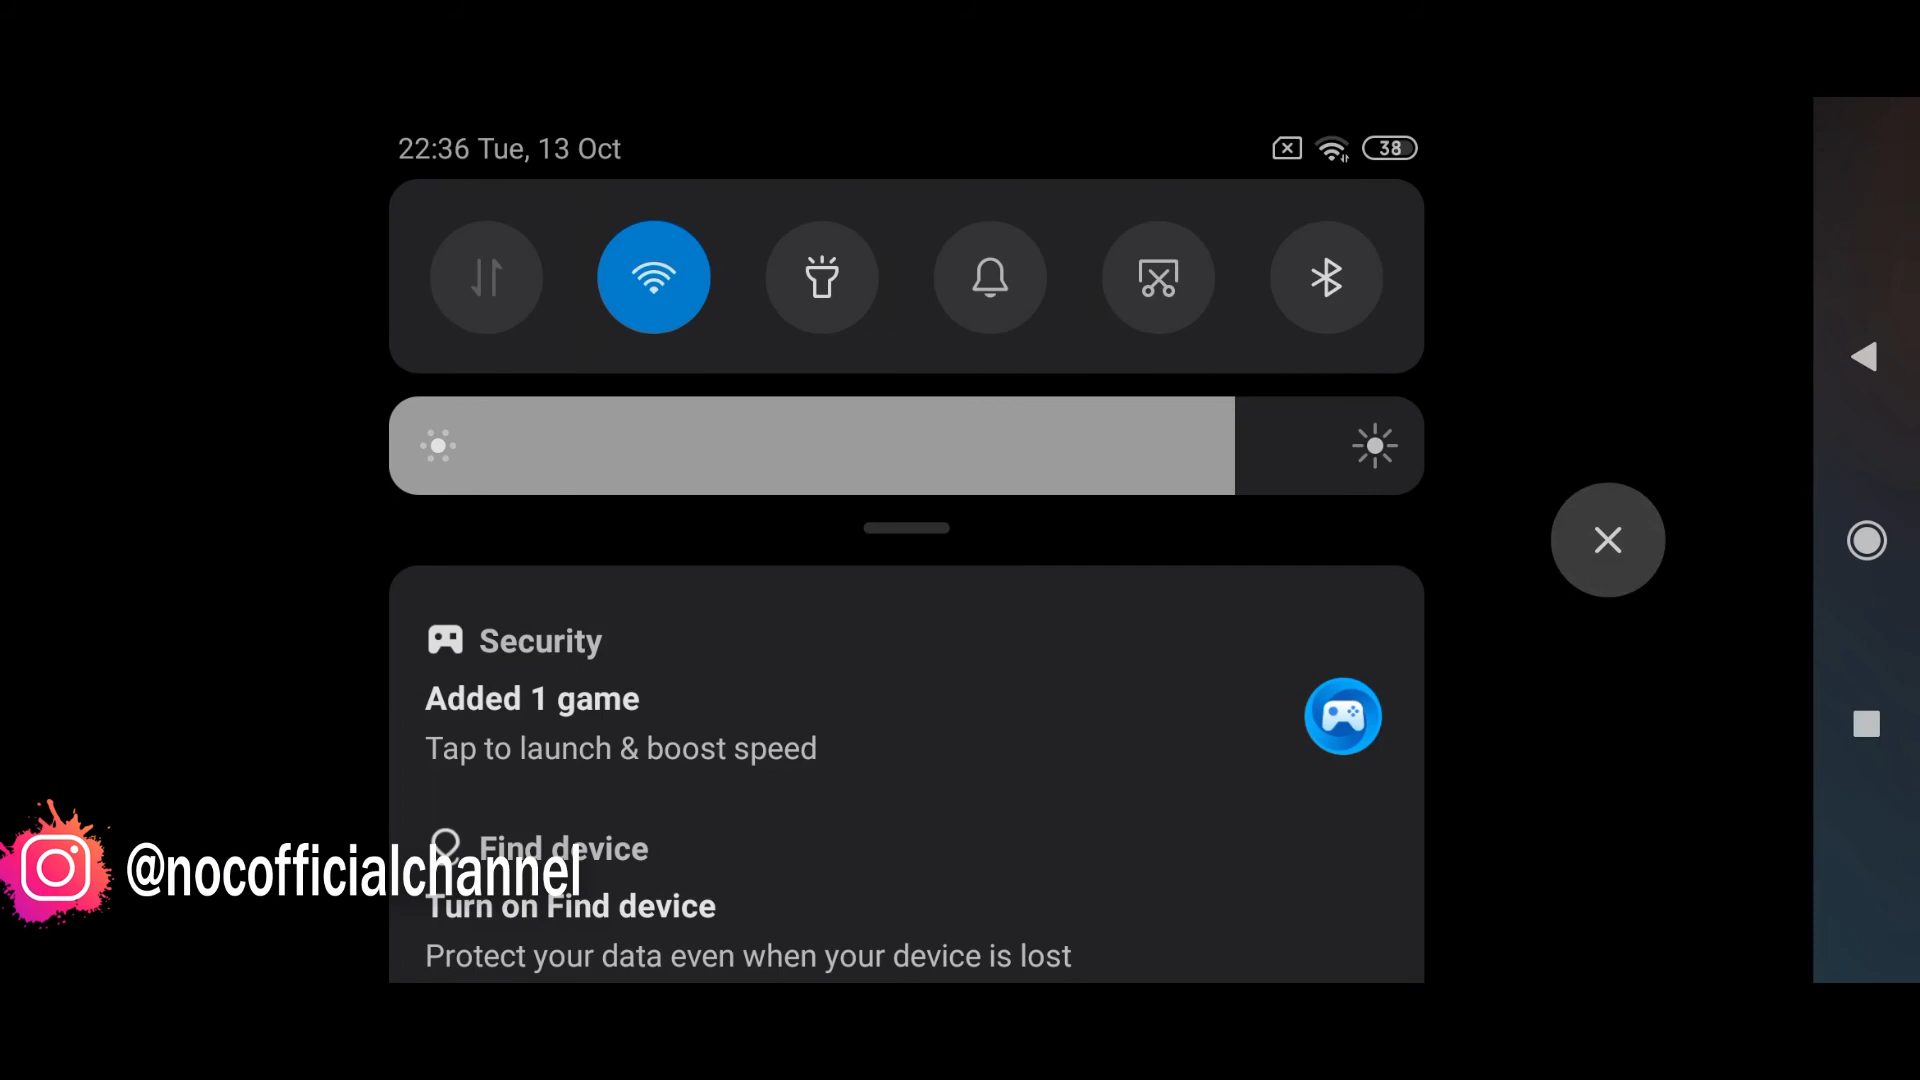 22:36 Tue, 13 Oct
38
Security
Added 1 game
Tap to launch & boost speed
Find device
@nocofficialchannel
Turn on Find device
Protect your data even when your device is lost